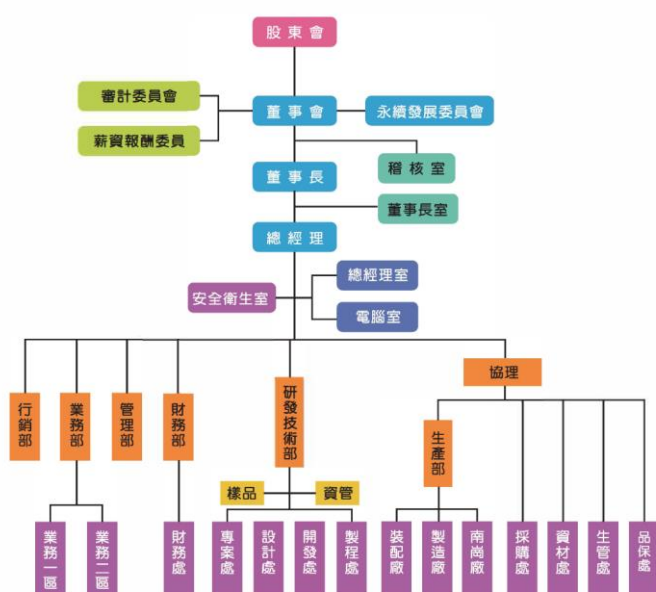 股東會
審計委員會
董事會
永續發展委員會
薪資報酬委員
董事長
稽核室
董事長室
總經理
總經理室
安全衛生室
電腦室
協理
行銷部
業務部
管理部
財務部
研發技術部
生產部
樣品
資管
業務一區
業務二區
財務處
專案處
設計處
開發處
製程處
裝配廠
製造廠
南崗廠
採購處
資材處
生管處
品保處